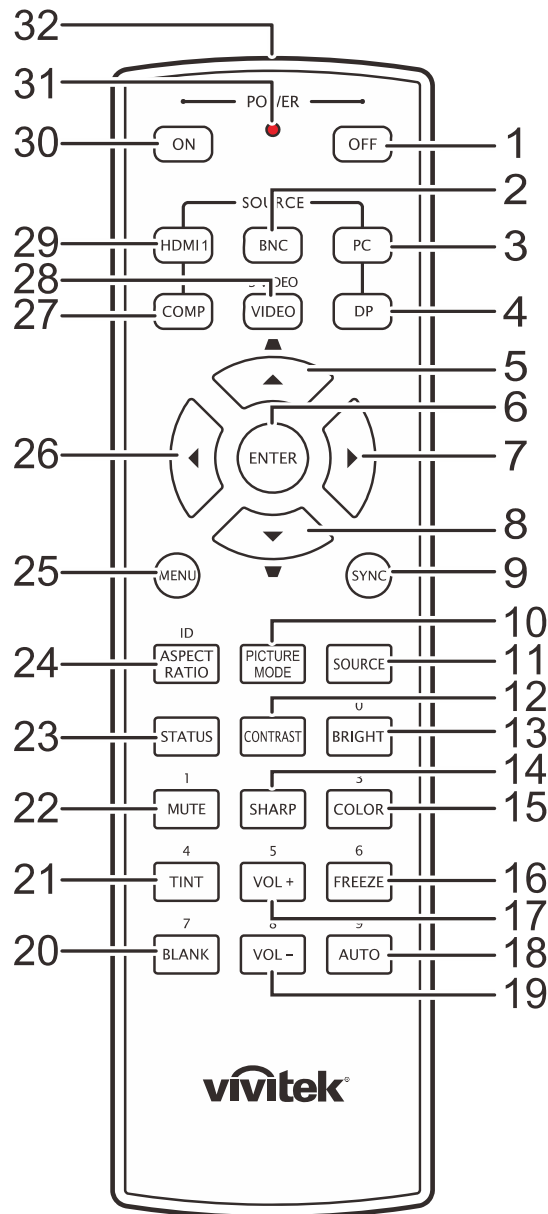 32
31
POWER
30 ON OFF 1
2
SOURCE
29 HDMI 1 BNC PC 3
28 S-VIDEO
27 COMP VIDEO DP 4
5
6
26 ENTER 7
8
25 MENU SYNC 9
ID 10
24 ASPECT RATIO PICTURE MODE SOURCE 11
12
0
23 STATUS CONTRAST BRIGHT 13
1 3 14
22 MUTE SHARP COLOR 15
4 5 6
21 TINT VOL + FREEZE 16
17
7 8 9
20 BLANK VOL - AUTO 18
19
vivitek®